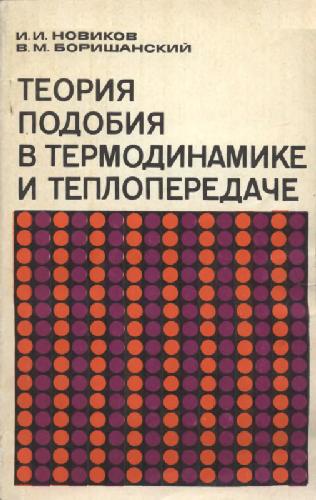 И.И.НОВИКОВ
В.М.БОРИШАНСКИЙ
ТЕОРИЯ
ПОДОБИЯ
В ТЕРМОДИНАМИКЕ
И ТЕПЛОПЕРЕДАЧЕ